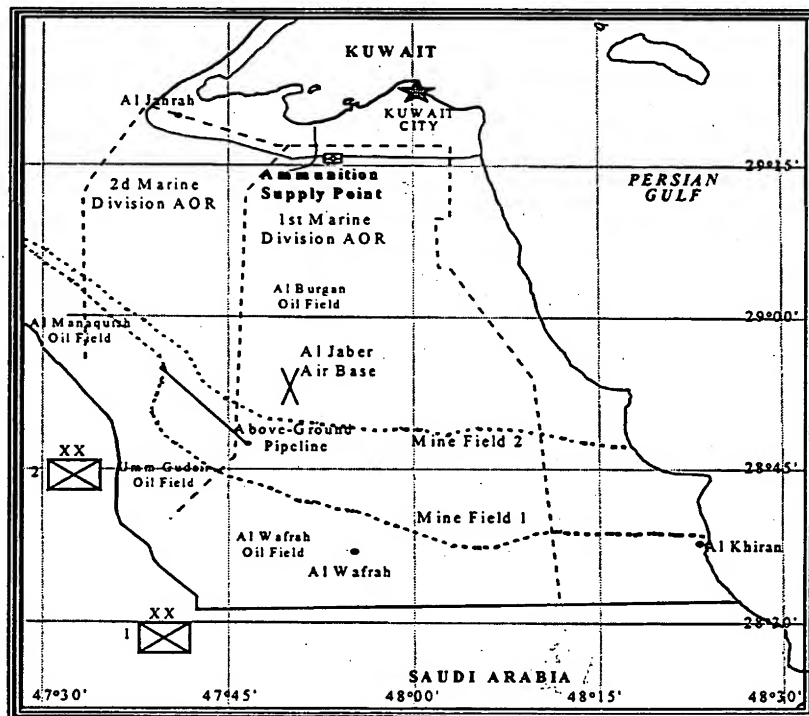 KUWAIT
Al Jahrah
KUWAIT
CITY
29°15'
Ammunition
Supply Point
2d Marine
Division AOR
1st Marine
Division AOR
PERSIAN
GULF
Al Burgan
Oil Field
29°00'
Al Manaquish
Oil Field
Al Jaber
Air Base
Above-Ground
Pipeline
Mine Field 2
XX
2
Umm Gudair
Oil Field
28°45'
Mine Field 1
Al Wafrah
Oil Field
Al Wafrah
Al Khiran
XX
1
28°30'
SAUDI ARABIA
47°30'
47°45'
48°00'
48°15'
48°30'